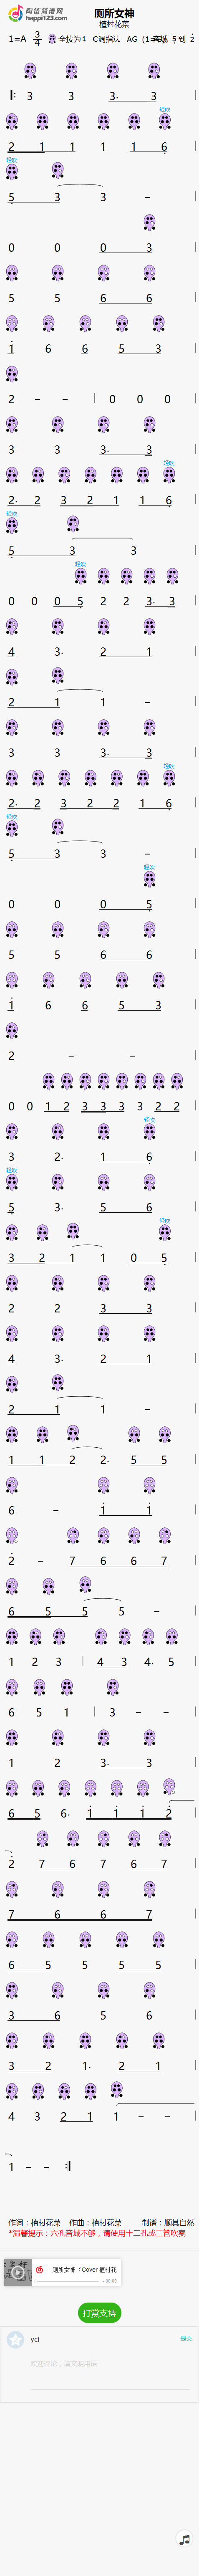 陶笛简谱网
happi123.com
厕所女神
植村花菜
1=A 3/4 全按为1 C调指法 AG (1=C) 5 到 2
𝄆 3 3 3. 3
轻吹
2 1 1 1 1 6 |
轻吹
5 3 3 – |
0 0 0 3 |
5 5 6 6 |
1 6 6 5 3 |
2 – – | 0 0 0 |
3 3 3. 3 |
轻吹
2. 2 3 2 1 1 6 |
轻吹
5 3 3 |
轻吹
0 0 0 5 2 2 3. 3 |
4 3. 2 1 |
2 1 1 – |
3 3 3. 3 |
轻吹
2. 2 3 2 2 1 6 |
轻吹
5 3 3 – |
轻吹
0 0 0 5 |
5 5 6 6 |
1 6 6 5 3 |
2 – – |
0 0 1 2 3 3 3 3 2 2 |
轻吹
3 2. 1 6 |
轻吹
5 3. 5 6 |
轻吹
3 2 1 1 0 5 |
2 2 3 3 |
4 3. 2 1 |
2 1 1 – |
1 1 2 2. 5 5 |
6 – 1 1 |
2 – 7 6 6 7 |
6 5 5 5 – |
1 2 3 | 4 3 4. 5 |
6 5 1 | 3 – – |
1 2 3. 3 |
6 5 6. 1 1 1 2 |
2 7 6 7 6 7 |
7 6 6 7 |
6 5 5 5 5 |
3 6 5 6 |
3 2 1. 2 1 |
4 3 2 1 1 – – |
1 – – 𝄇
作词：植村花菜 作曲：植村花菜 制谱：顾其自然
*温馨提示：六孔音域不够，请使用十二孔或三管吹奏
厕所女神（Cover 植村花
- 00:00
打赏支持
yci 提交